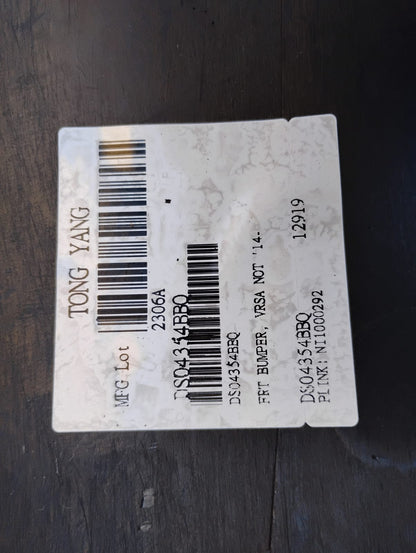 TONG YANG
MFG Lot
2306A
DS04354BBQ
DS04354BBQ
FRT BUMPER, VRSA NOT '14-
12919
DS04354BBQ
PLINK: NI1000292